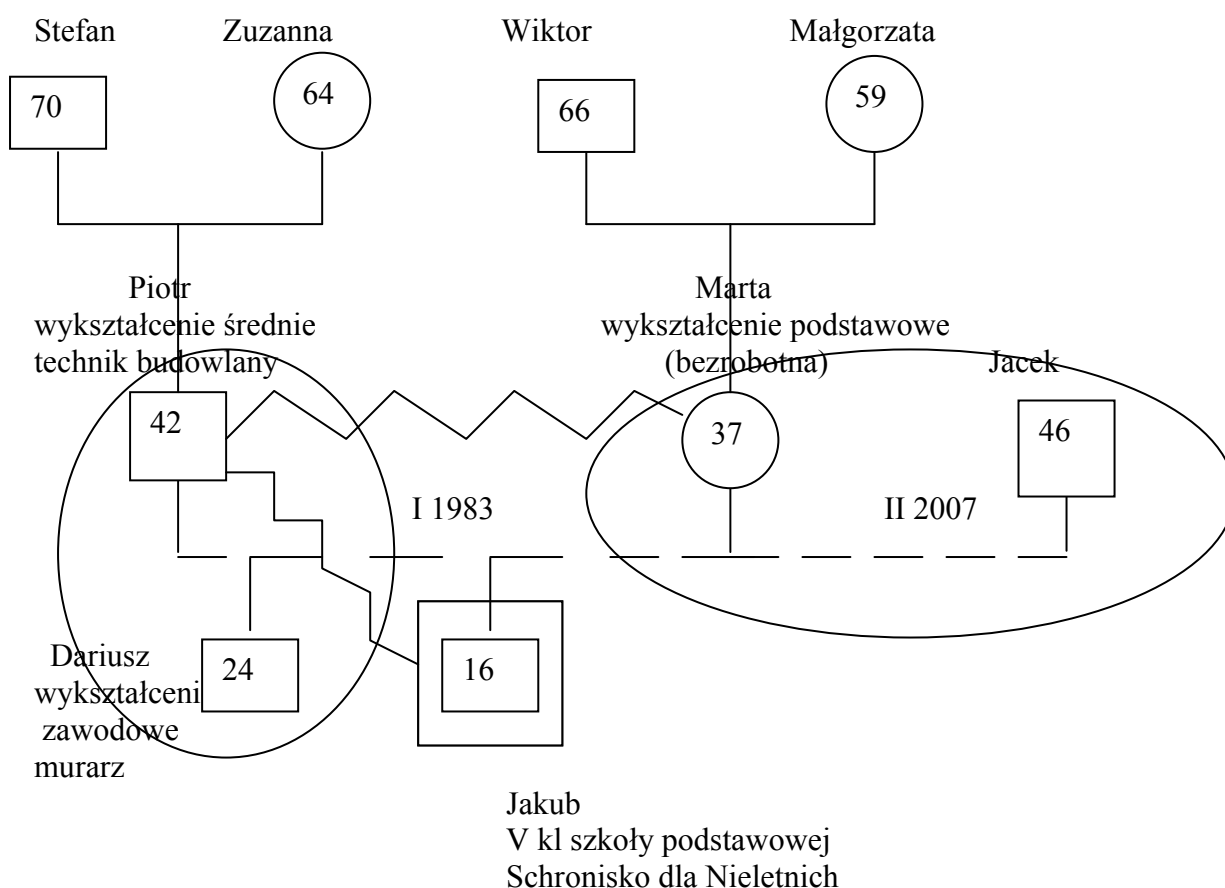 Stefan Zuzanna Wiktor Małgorzata
70 64 66 59
Piotr Marta
wykształcenie średnie wykształcenie podstawowe
technik budowlany (bezrobotna) Jacek
42 37 46
I 1983 II 2007
Dariusz 24 16
wykształceni
zawodowe
murarz
Jakub
V kl szkoły podstawowej
Schronisko dla Nieletnich